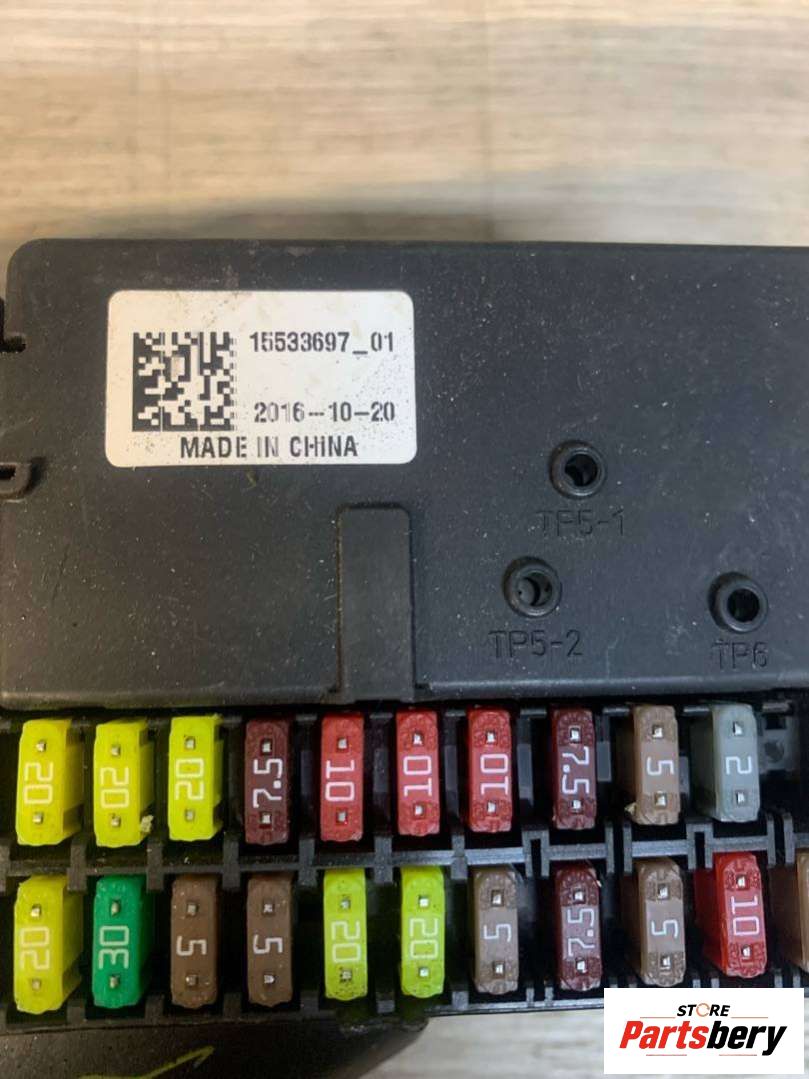 15533697_01
2016-10-20
MADE IN CHINA
TP5-1
TP5-2
TP6
20 20 20 7.5 10 10 10 7.5 5 2
20 30 5 5 20 20 5 7.5 5 10
STORE
Partsbery